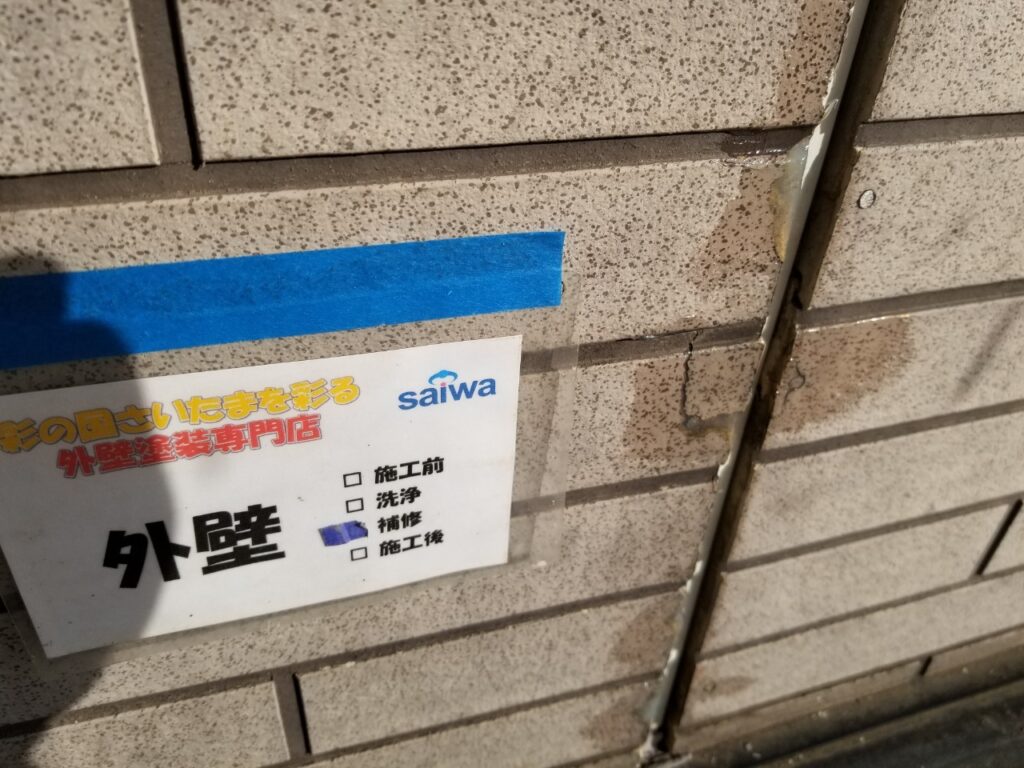 彩の国さいたまを彩る
外壁塗装専門店
saiwa
外壁
□ 施工前
□ 洗浄
補修
□ 施工後